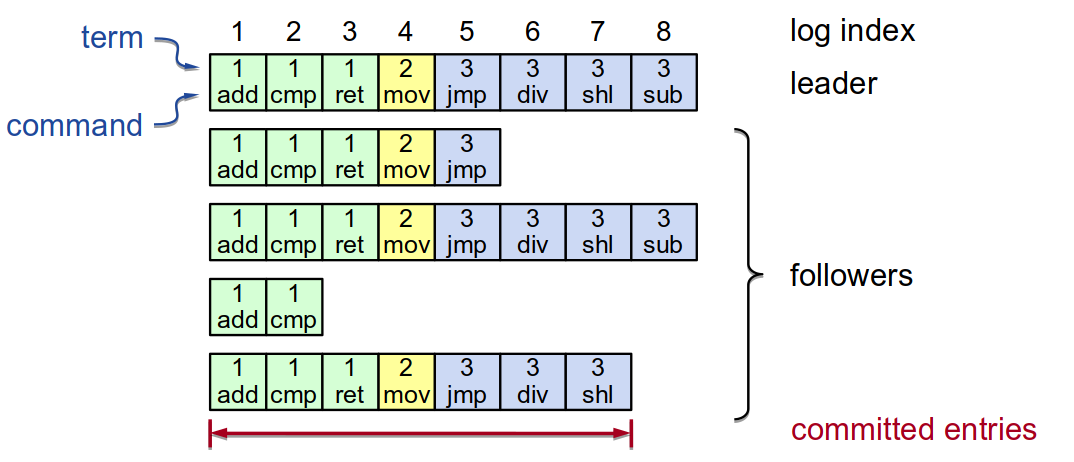 1 2 3 4 5 6 7 8 log index
term
1 1 1 2 3 3 3 3
add cmp ret mov jmp div shl sub
leader
command
1 1 1 2 3
add cmp ret mov jmp
1 1 1 2 3 3 3 3
add cmp ret mov jmp div shl sub
followers
1 1
add cmp
1 1 1 2 3 3 3
add cmp ret mov jmp div shl
committed entries